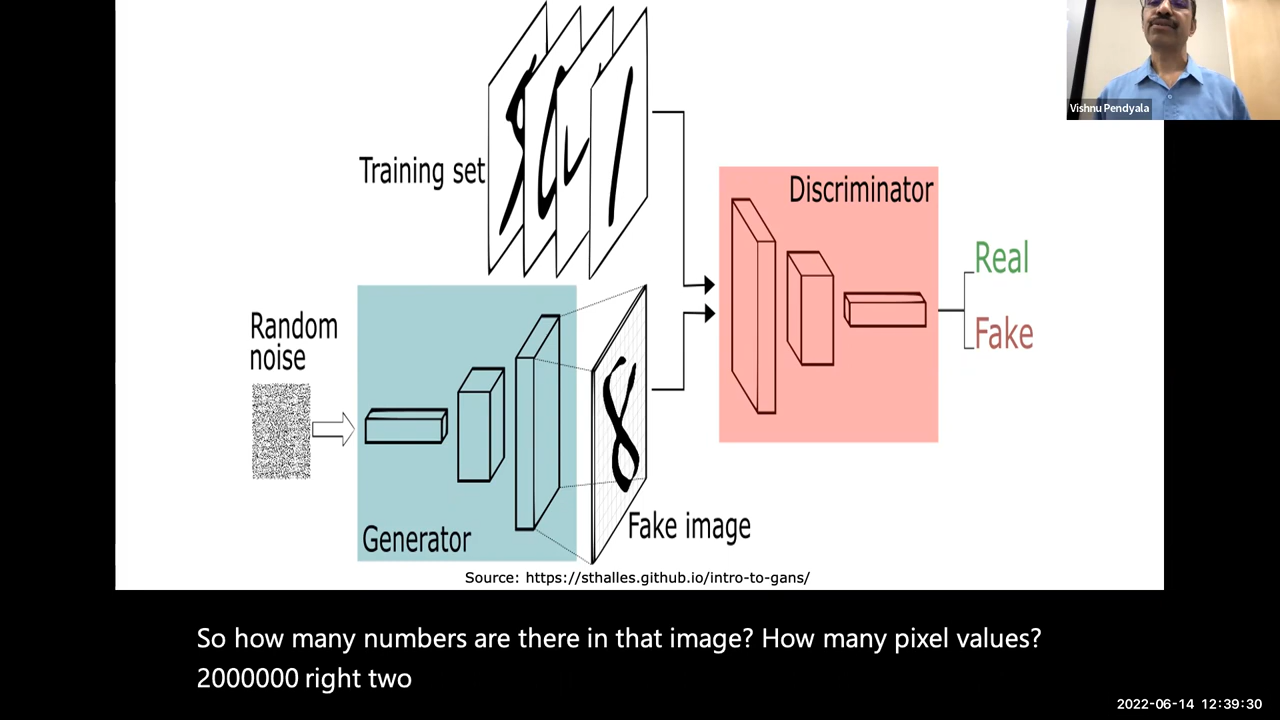 Vishnu Pendyala
Training set
Discriminator
Real
Fake
Random
noise
Generator
Fake image
Source: https://sthalles.github.io/intro-to-gans/
So how many numbers are there in that image? How many pixel values?
2000000 right two
2022-06-14 12:39:30